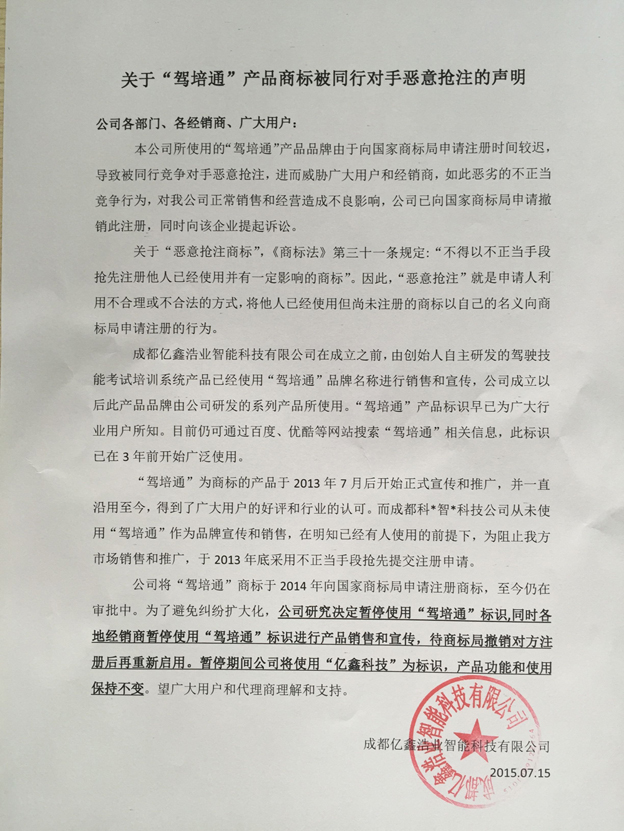 关于“驾培通”产品商标被同行对手恶意抢注的声明
公司各部门、各经销商、广大用户：
本公司所使用的“驾培通”产品品牌由于向国家商标局申请注册时间较迟，
导致被同行竞争对手恶意抢注，进而威胁广大用户和经销商，如此恶劣的不正当
竞争行为，对我公司正常销售和经营造成不良影响，公司已向国家商标局申请撤
销此注册，同时向该企业提起诉讼。
关于“恶意抢注商标”，《商标法》第三十一条规定:“不得以不正当手段
抢先注册他人已经使用并有一定影响的商标”。因此，“恶意抢注”就是申请人利
用不合理或不合法的方式，将他人已经使用但尚未注册的商标以自己的名义向商
标局申请注册的行为。
成都亿鑫浩业智能科技有限公司在成立之前，由创始人自主研发的驾驶技
能考试培训系统产品已经使用“驾培通”品牌名称进行销售和宣传，公司成立以
后此产品品牌由公司研发的系列产品所使用。“驾培通”产品标识早已为广大行
业用户所知。目前仍可通过百度、优酷等网站搜索“驾培通”相关信息，此标识
已在 3 年前开始广泛使用。
“驾培通”为商标的产品于 2013 年 7 月后开始正式宣传和推广，并一直
沿用至今，得到了广大用户的好评和行业的认可。而成都科*智*科技公司从未使
用“驾培通”作为品牌宣传和销售，在明知已经有人使用的前提下，为阻止我方
市场销售和推广，于 2013 年底采用不正当手段抢先提交注册申请。
公司将“驾培通”商标于 2014 年向国家商标局申请注册商标，至今仍在
审批中。为了避免纠纷扩大化，公司研究决定暂停使用“驾培通”标识,同时各
地经销商暂停使用“驾培通”标识进行产品销售和宣传，待商标局撤销对方注
册后再重新启用。暂停期间公司将使用“亿鑫科技”为标识，产品功能和使用
保持不变。望广大用户和代理商理解和支持。
成都亿鑫浩业智能科技有限公司
成都亿鑫浩业智能科技有限公司
2015.07.15